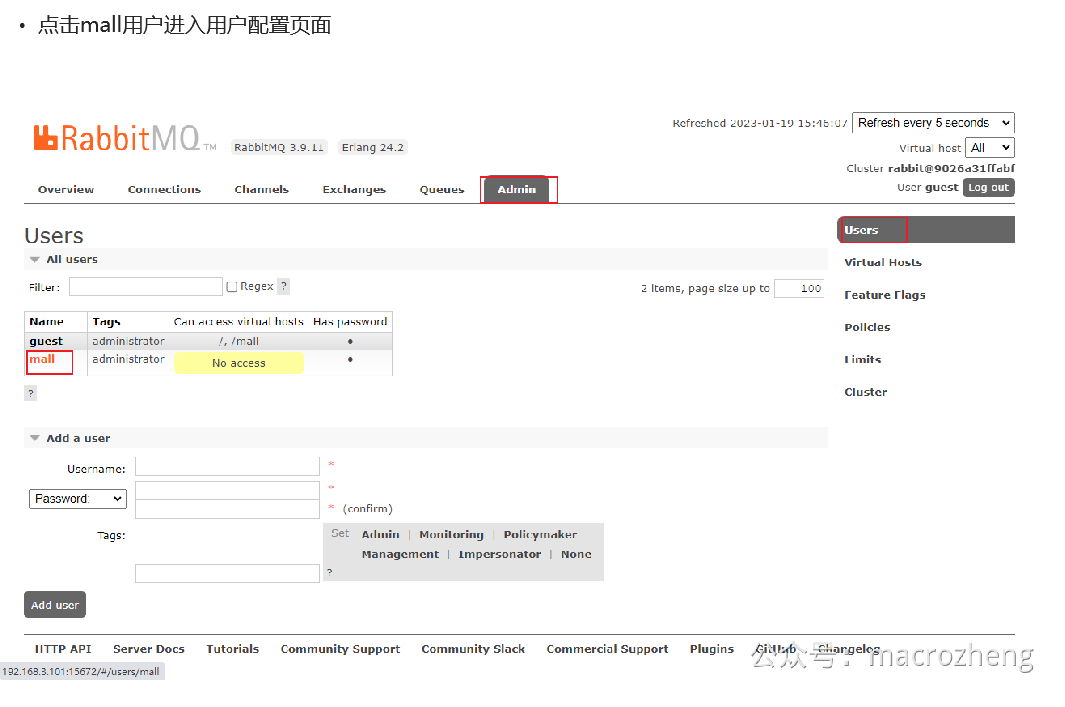 • 点击mall用户进入用户配置页面
Refreshed 2023-01-19 15:46:07 Refresh every 5 seconds
RabbitMQ TM RabbitMQ 3.9.11 Erlang 24.2
Virtual host All
Cluster rabbit@9026a31ffabf
User guest Log out
Overview Connections Channels Exchanges Queues Admin
Users
Users
Virtual Hosts
Feature Flags
Policies
Limits
Cluster
All users
Filter: Regex ?
2 items, page size up to 100
Name Tags Can access virtual hosts Has password
guest administrator /, /mall •
mall administrator No access •
?
Add a user
Username: *
Password: *
* (confirm)
Tags: Set Admin | Monitoring | Policymaker
Management | Impersonator | None
?
Add user
HTTP API Server Docs Tutorials Community Support Community Slack Commercial Support Plugins GitHub Changelog
公众号：macrozheng
192.168.3.101:15672/#/users/mall